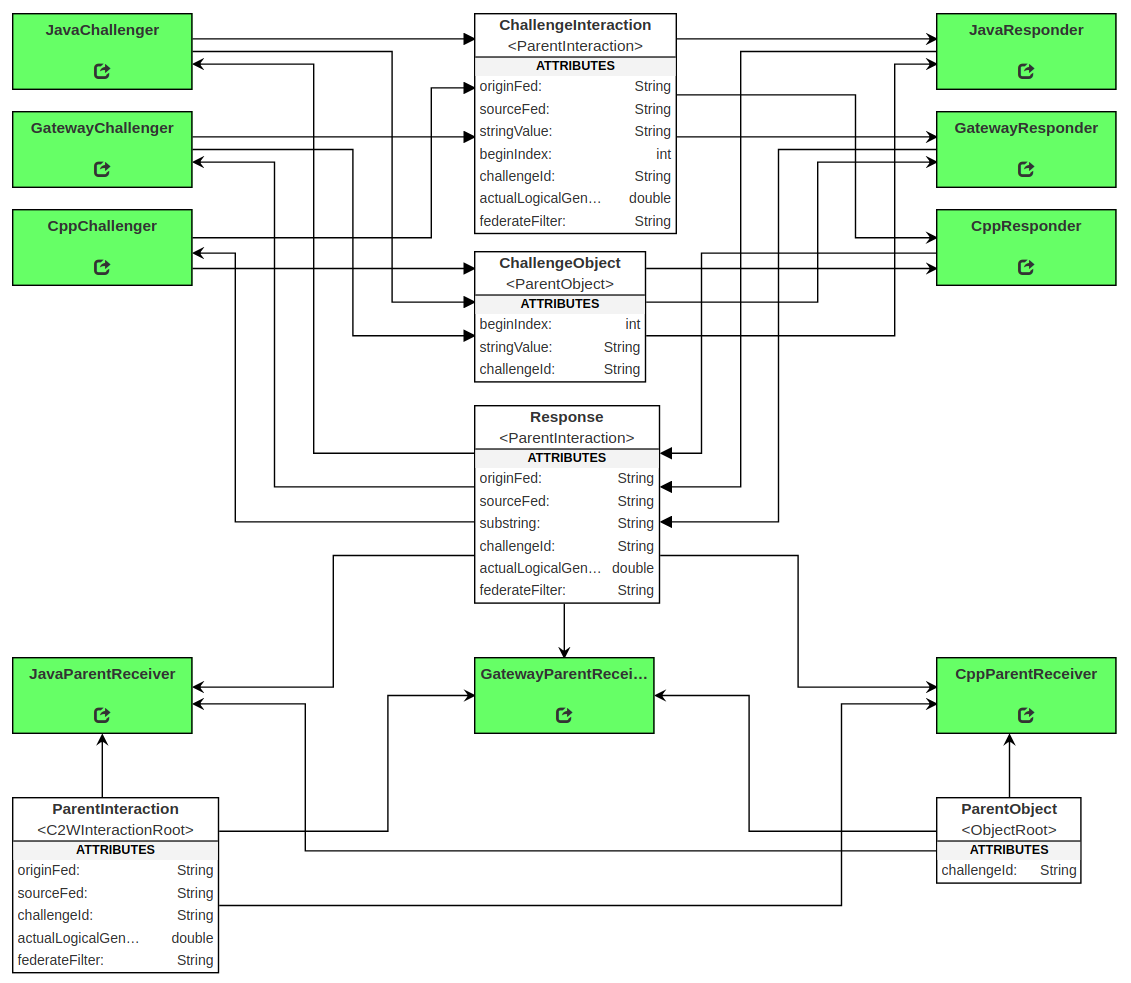 JavaChallenger
ChallengeInteraction
<ParentInteraction>
ATTRIBUTES
originFed: String
sourceFed: String
stringValue: String
beginIndex: int
challengeId: String
actualLogicalGen… double
federateFilter: String
JavaResponder
GatewayChallenger
GatewayResponder
CppChallenger
CppResponder
ChallengeObject
<ParentObject>
ATTRIBUTES
beginIndex: int
stringValue: String
challengeId: String
Response
<ParentInteraction>
ATTRIBUTES
originFed: String
sourceFed: String
substring: String
challengeId: String
actualLogicalGen… double
federateFilter: String
JavaParentReceiver
GatewayParentRecei…
CppParentReceiver
ParentInteraction
<C2WInteractionRoot>
ATTRIBUTES
originFed: String
sourceFed: String
challengeId: String
actualLogicalGen… double
federateFilter: String
ParentObject
<ObjectRoot>
ATTRIBUTES
challengeId: String